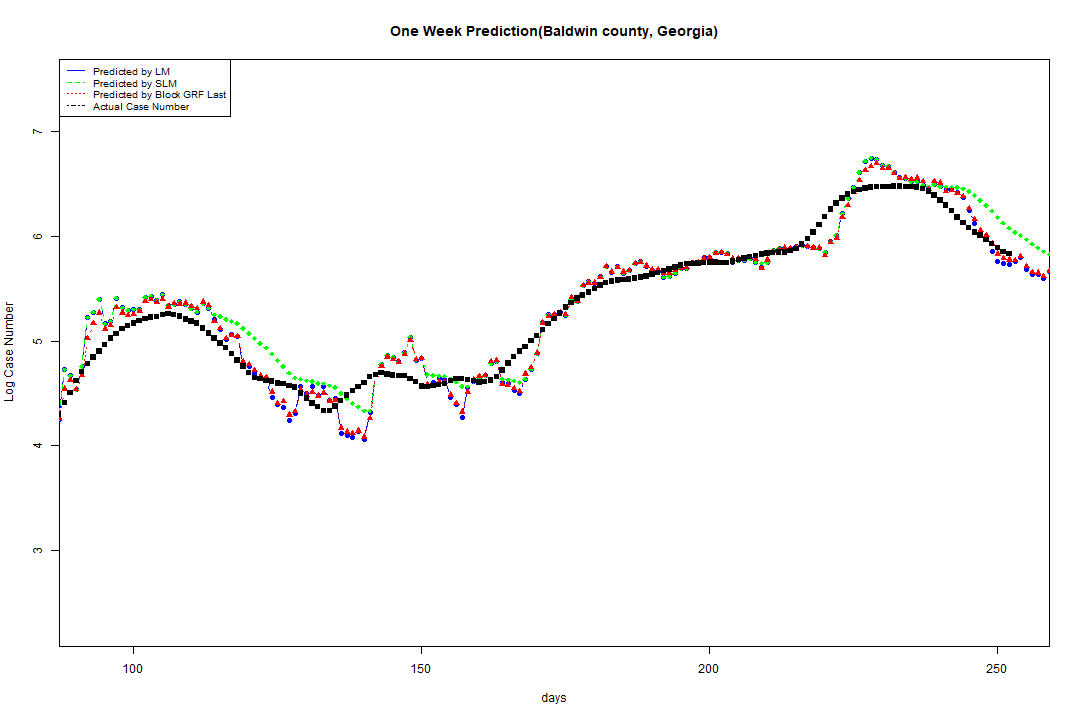 One Week Prediction(Baldwin county, Georgia)
Predicted by LM
Predicted by SLM
Predicted by Block GRF Last
Actual Case Number
7
6
5
4
3
Log Case Number
100 150 200 250
days